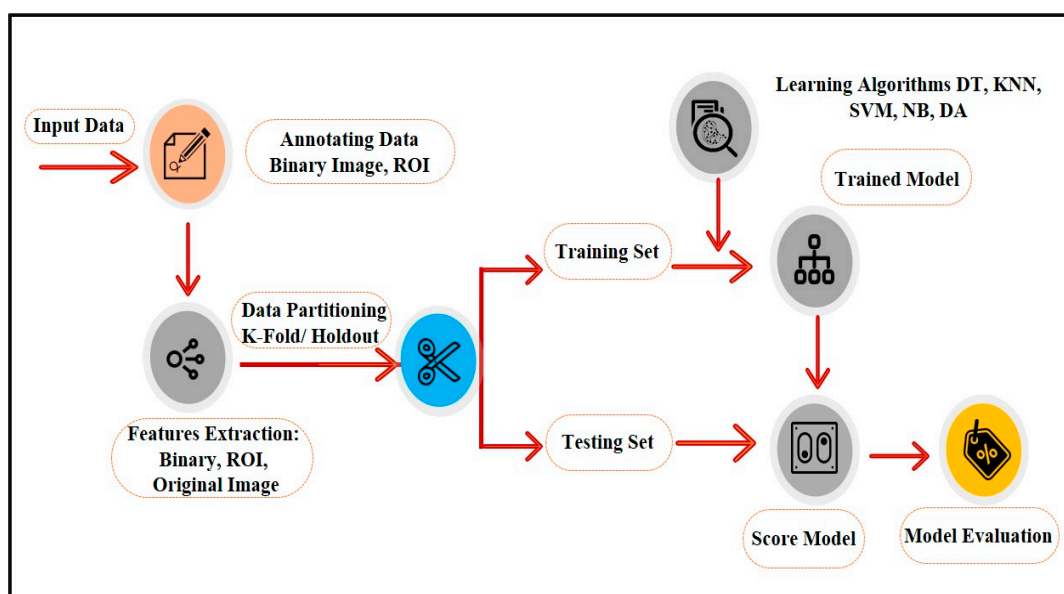 Input Data
Annotating Data
Binary Image, ROI
Learning Algorithms DT, KNN,
SVM, NB, DA
Trained Model
Training Set
Data Partitioning
K-Fold/ Holdout
Features Extraction:
Binary, ROI,
Original Image
Testing Set
%
Score Model
Model Evaluation